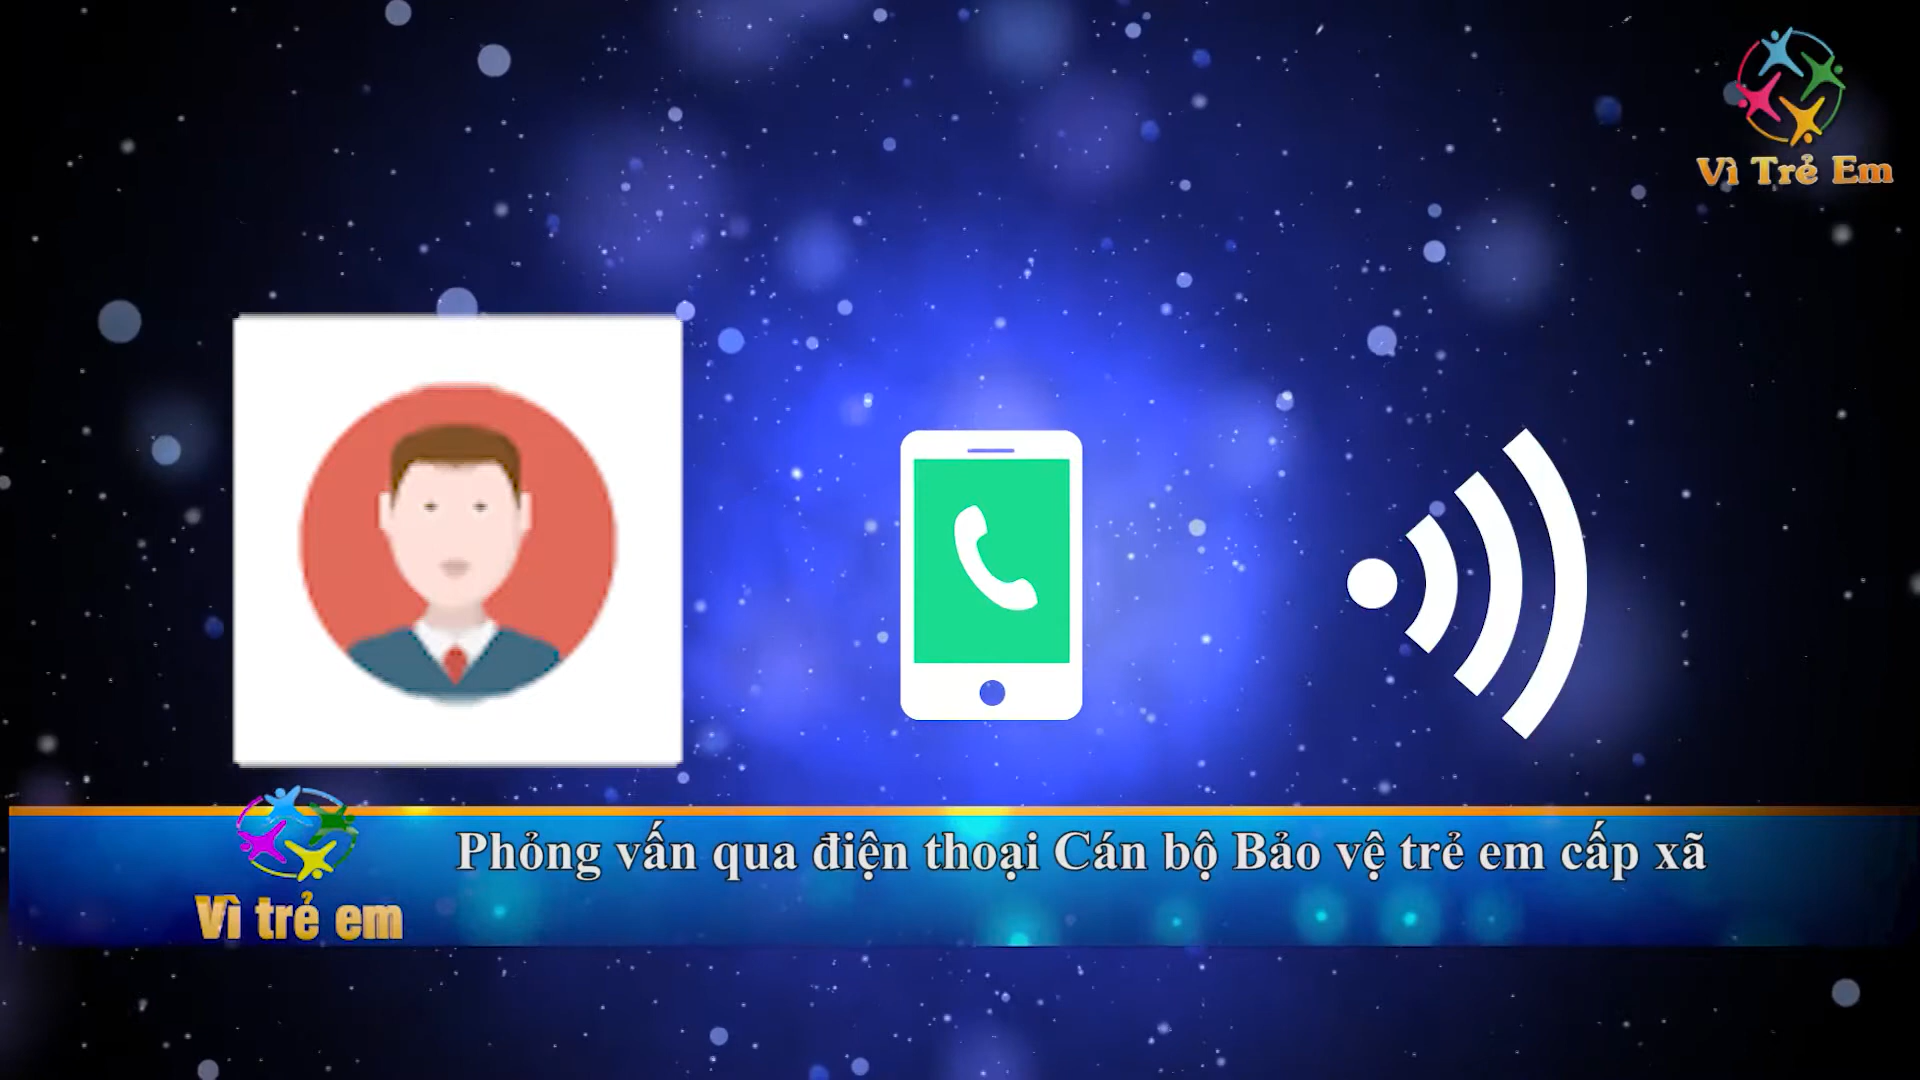 Vì Trẻ Em
Phỏng vấn qua điện thoại Cán bộ Bảo vệ trẻ em cấp xã
Vì trẻ em